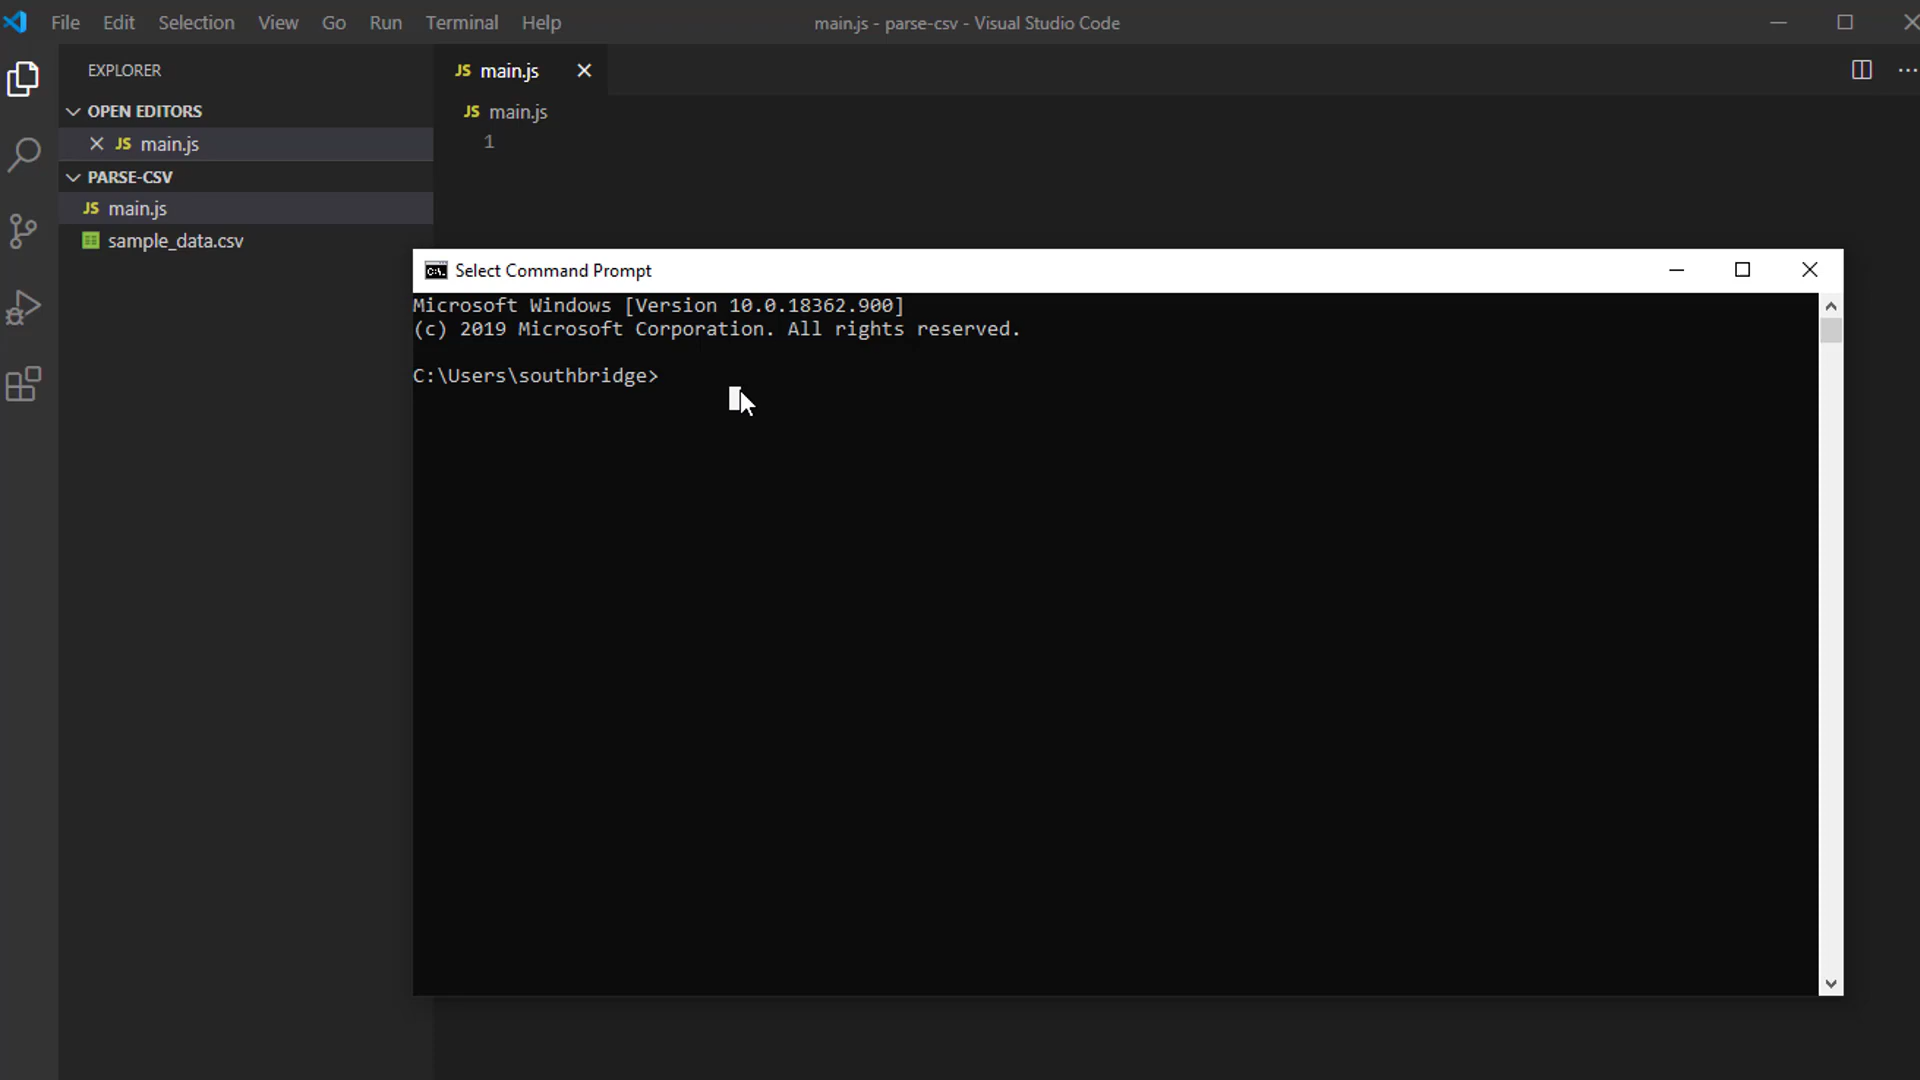 File Edit Selection View Go Run Terminal Help
main.js - parse-csv - Visual Studio Code
EXPLORER
OPEN EDITORS
JS main.js
PARSE-CSV
JS main.js
sample_data.csv
JS main.js
JS main.js
1
C:\. Select Command Prompt
Microsoft Windows [Version 10.0.18362.900]
(c) 2019 Microsoft Corporation. All rights reserved.
C:\Users\southbridge>